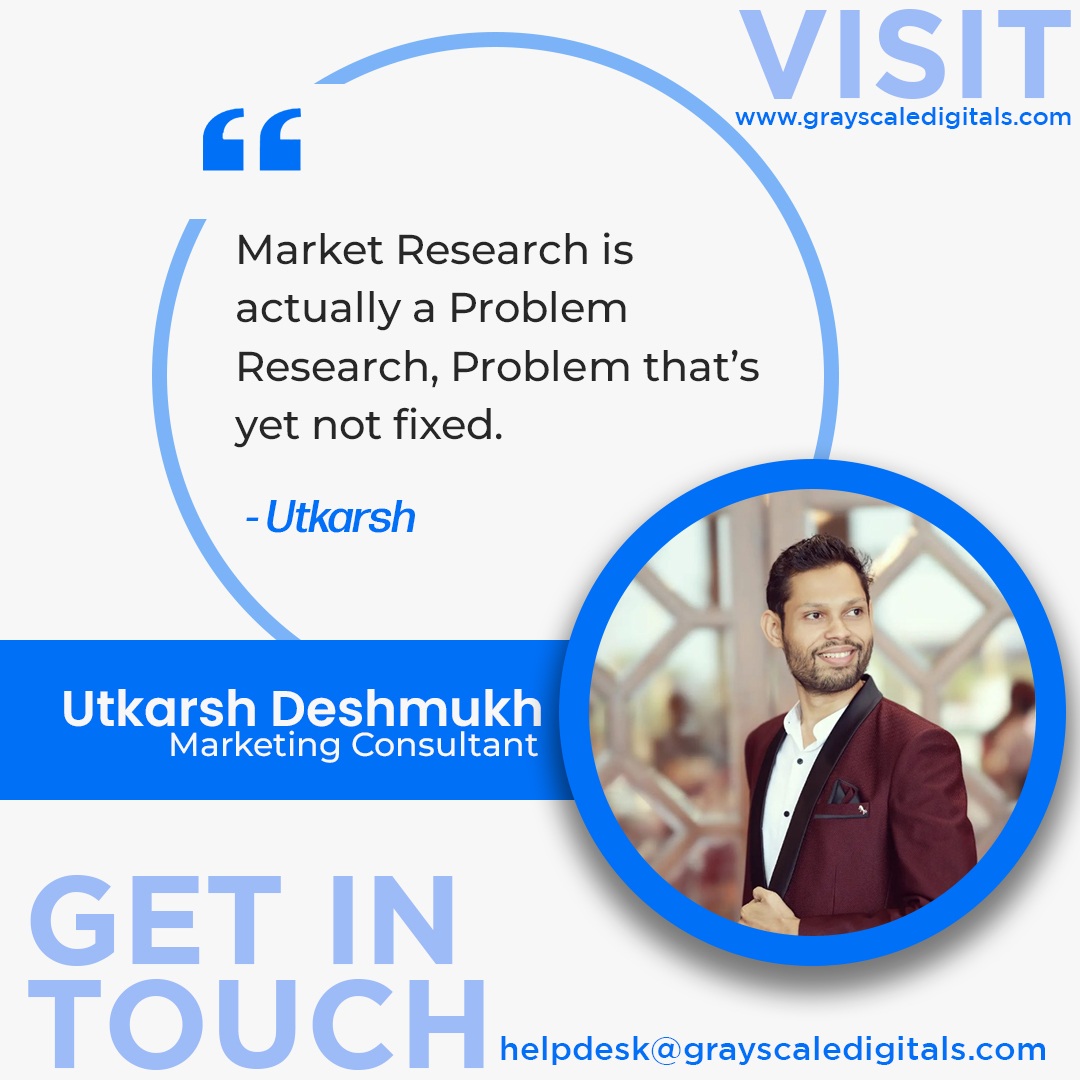 VISIT
www.grayscaledigitals.com
“
Market Research is
actually a Problem
Research, Problem that’s
yet not fixed.
- Utkarsh
Utkarsh Deshmukh
Marketing Consultant
GET IN
TOUCH
helpdesk@grayscaledigitals.com